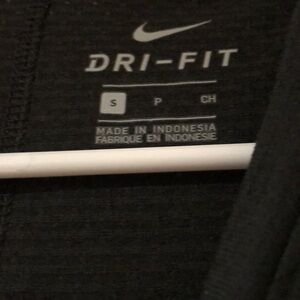 DRI-FIT
S P CH
MADE IN INDONESIA
FABRIQUE EN INDONESIE